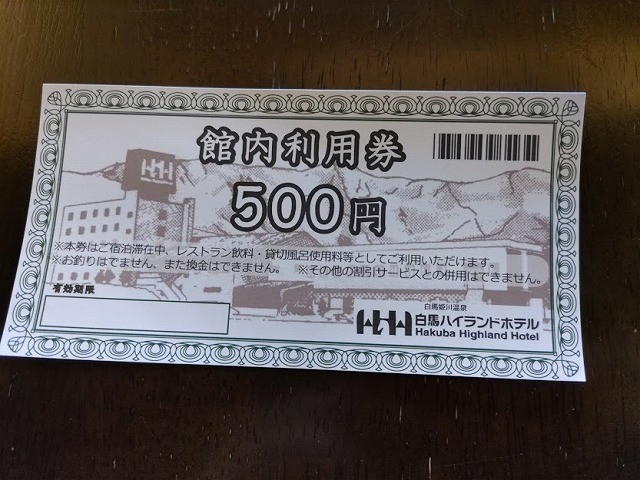 館内利用券
500円
※本券はご宿泊滞在中、レストラン飲料・貸切風呂使用料等としてご利用いただけます。
※お釣りはでません、また換金はできません。 ※その他の割引サービスとの併用はできません。
有効期限
白馬姫川温泉
白馬ハイランドホテル
Hakuba Highland Hotel